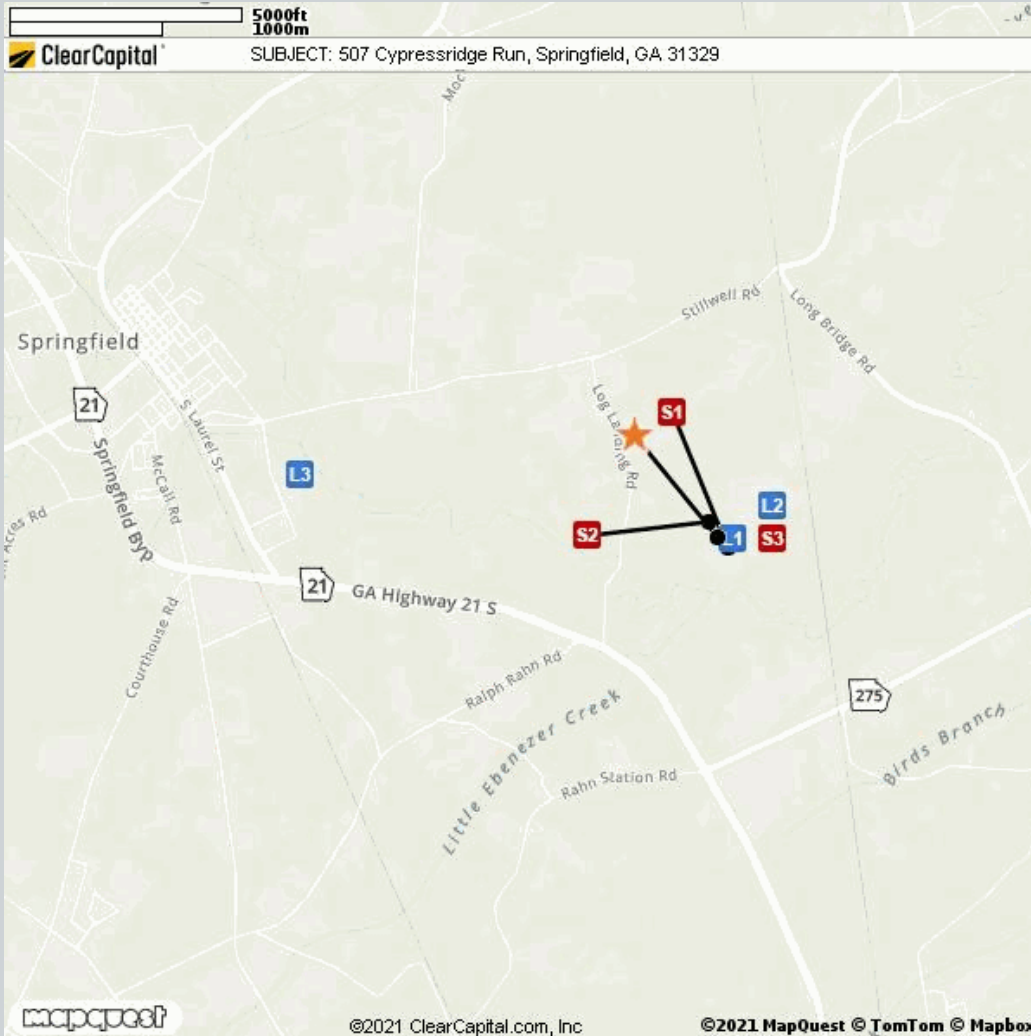 5000ft
1000m
ClearCapital
SUBJECT: 507 Cypressridge Run, Springfield, GA 31329
Stillwell Rd
Long Bridge Rd
Springfield
21
Log Landing Rd
S1
S Laurel St
McCall Rd
Springfield Byp
L3
L2
S2
L1
S3
Acres Rd
21
GA Highway 21 S
Courthouse Rd
Ralph Rahn Rd
275
Little Ebenezer Creek
Birds Branch
Rahn Station Rd
mapquest
©2021 ClearCapital.com, Inc
©2021 MapQuest © TomTom © Mapbox